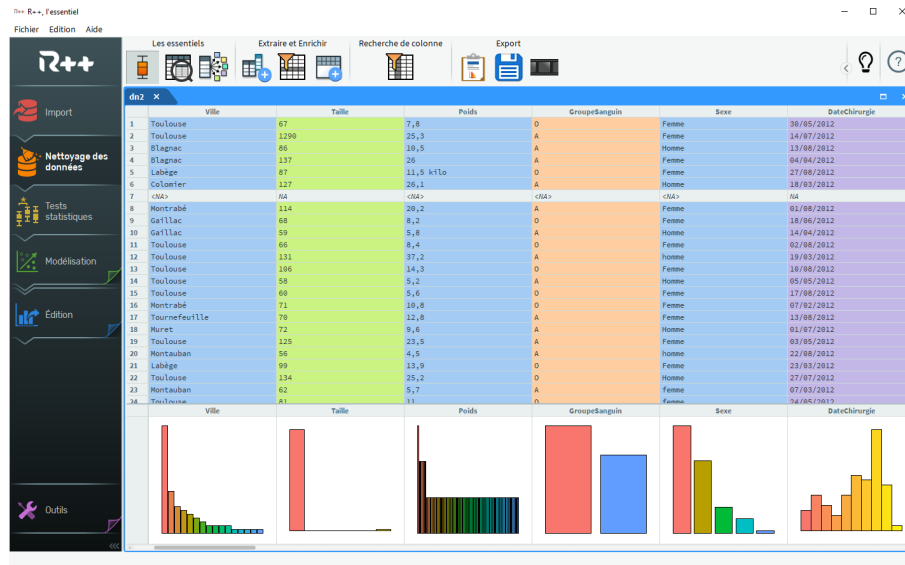 R++ R++, l'essentiel
Fichier Edition Aide
R++
Les essentiels Extraire et Enrichir Recherche de colonne Export
Import
Nettoyage des
données
Tests
statistiques
Modélisation
Édition
Outils
<<<
dn2 ×
Ville Taille Poids GroupeSanguin Sexe DateChirurgie
1 Toulouse 67 7,8 O Femme 30/05/2012
2 Toulouse 1290 25,3 A Femme 14/07/2012
3 Blagnac 86 10,5 A Homme 13/08/2012
4 Blagnac 137 26 A Femme 04/04/2012
5 Labège 87 11,5 kilo O Femme 27/08/2012
6 Colomier 127 26,1 A Homme 18/03/2012
7 <NA> NA <NA> <NA> <NA> NA
8 Montrabé 114 20,2 A Femme 01/08/2012
9 Gaillac 68 8,2 O Femme 18/06/2012
10 Gaillac 59 5,8 A Homme 14/04/2012
11 Toulouse 66 8,4 O Femme 02/08/2012
12 Toulouse 131 37,2 A homme 19/03/2012
13 Toulouse 106 14,3 O Femme 10/08/2012
14 Toulouse 58 5,2 A Homme 05/05/2012
15 Toulouse 60 5,6 O Femme 17/08/2012
16 Montrabé 71 10,8 O Femme 07/02/2012
17 Tournefeuille 70 12,8 A Femme 13/08/2012
18 Muret 72 9,6 A Homme 01/07/2012
19 Toulouse 125 23,5 A Femme 03/05/2012
20 Montauban 56 4,5 A homme 22/08/2012
21 Labège 99 13,9 O Femme 23/03/2012
22 Toulouse 134 25,2 O Homme 27/07/2012
23 Montauban 62 5,7 A femme 07/03/2012
24 Toulouse 81 11 O femme 24/05/2012
Ville Taille Poids GroupeSanguin Sexe DateChirurgie